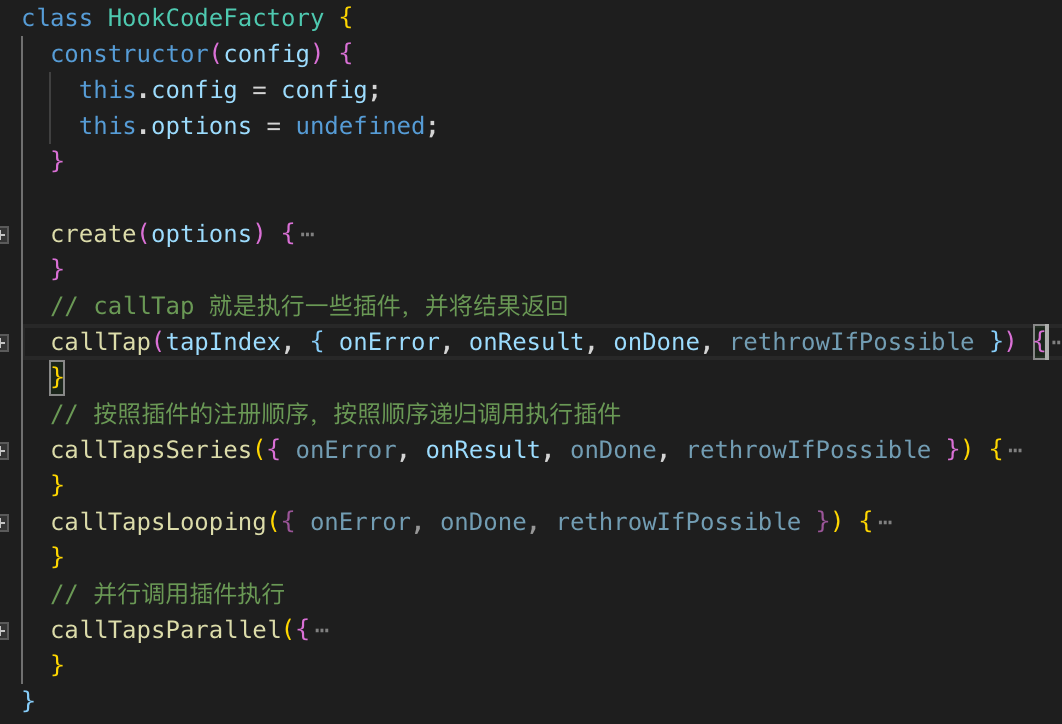 class HookCodeFactory {
constructor(config) {
this.config = config;
this.options = undefined;
}
create(options) {⋯
}
// callTap 就是执行一些插件，并将结果返回
callTap(tapIndex, { onError, onResult, onDone, rethrowIfPossible }) {⋯
}
// 按照插件的注册顺序，按照顺序递归调用执行插件
callTapsSeries({ onError, onResult, onDone, rethrowIfPossible }) {⋯
}
callTapsLooping({ onError, onDone, rethrowIfPossible }) {⋯
}
// 并行调用插件执行
callTapsParallel({⋯
}
}